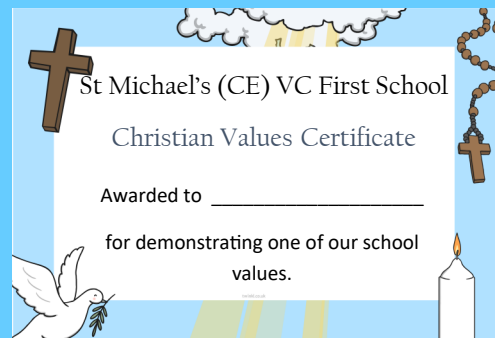 St Michael's (CE) VC First School
Christian Values Certificate
Awarded to ____________________
for demonstrating one of our school
values.